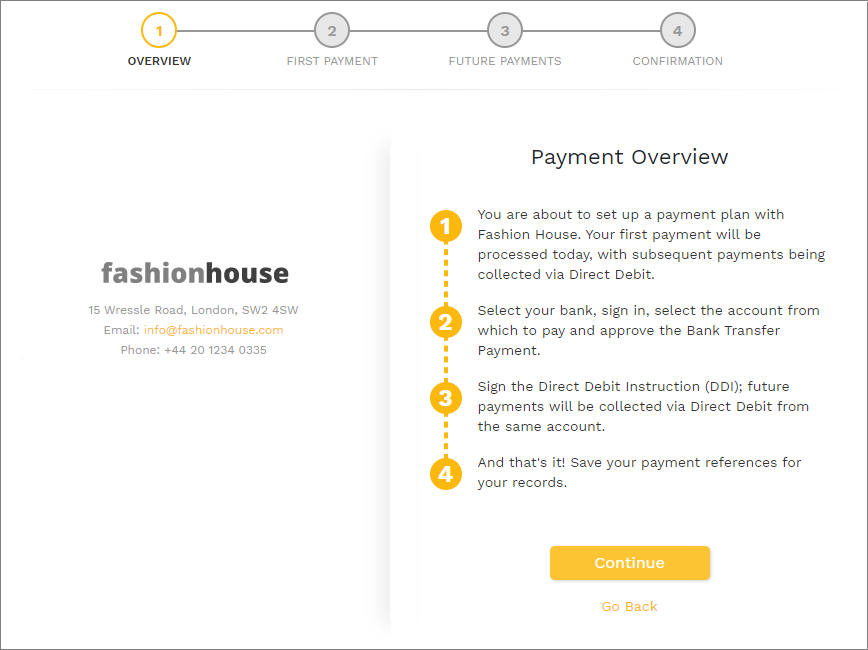 1
2
3
4
OVERVIEW
FIRST PAYMENT
FUTURE PAYMENTS
CONFIRMATION
fashionhouse
15 Wressle Road, London, SW2 4SW
Email: info@fashionhouse.com
Phone: +44 20 1234 0335
Payment Overview
1
You are about to set up a payment plan with
Fashion House. Your first payment will be
processed today, with subsequent payments being
collected via Direct Debit.
2
Select your bank, sign in, select the account from
which to pay and approve the Bank Transfer
Payment.
3
Sign the Direct Debit Instruction (DDI); future
payments will be collected via Direct Debit from
the same account.
4
And that's it! Save your payment references for
your records.
Continue
Go Back